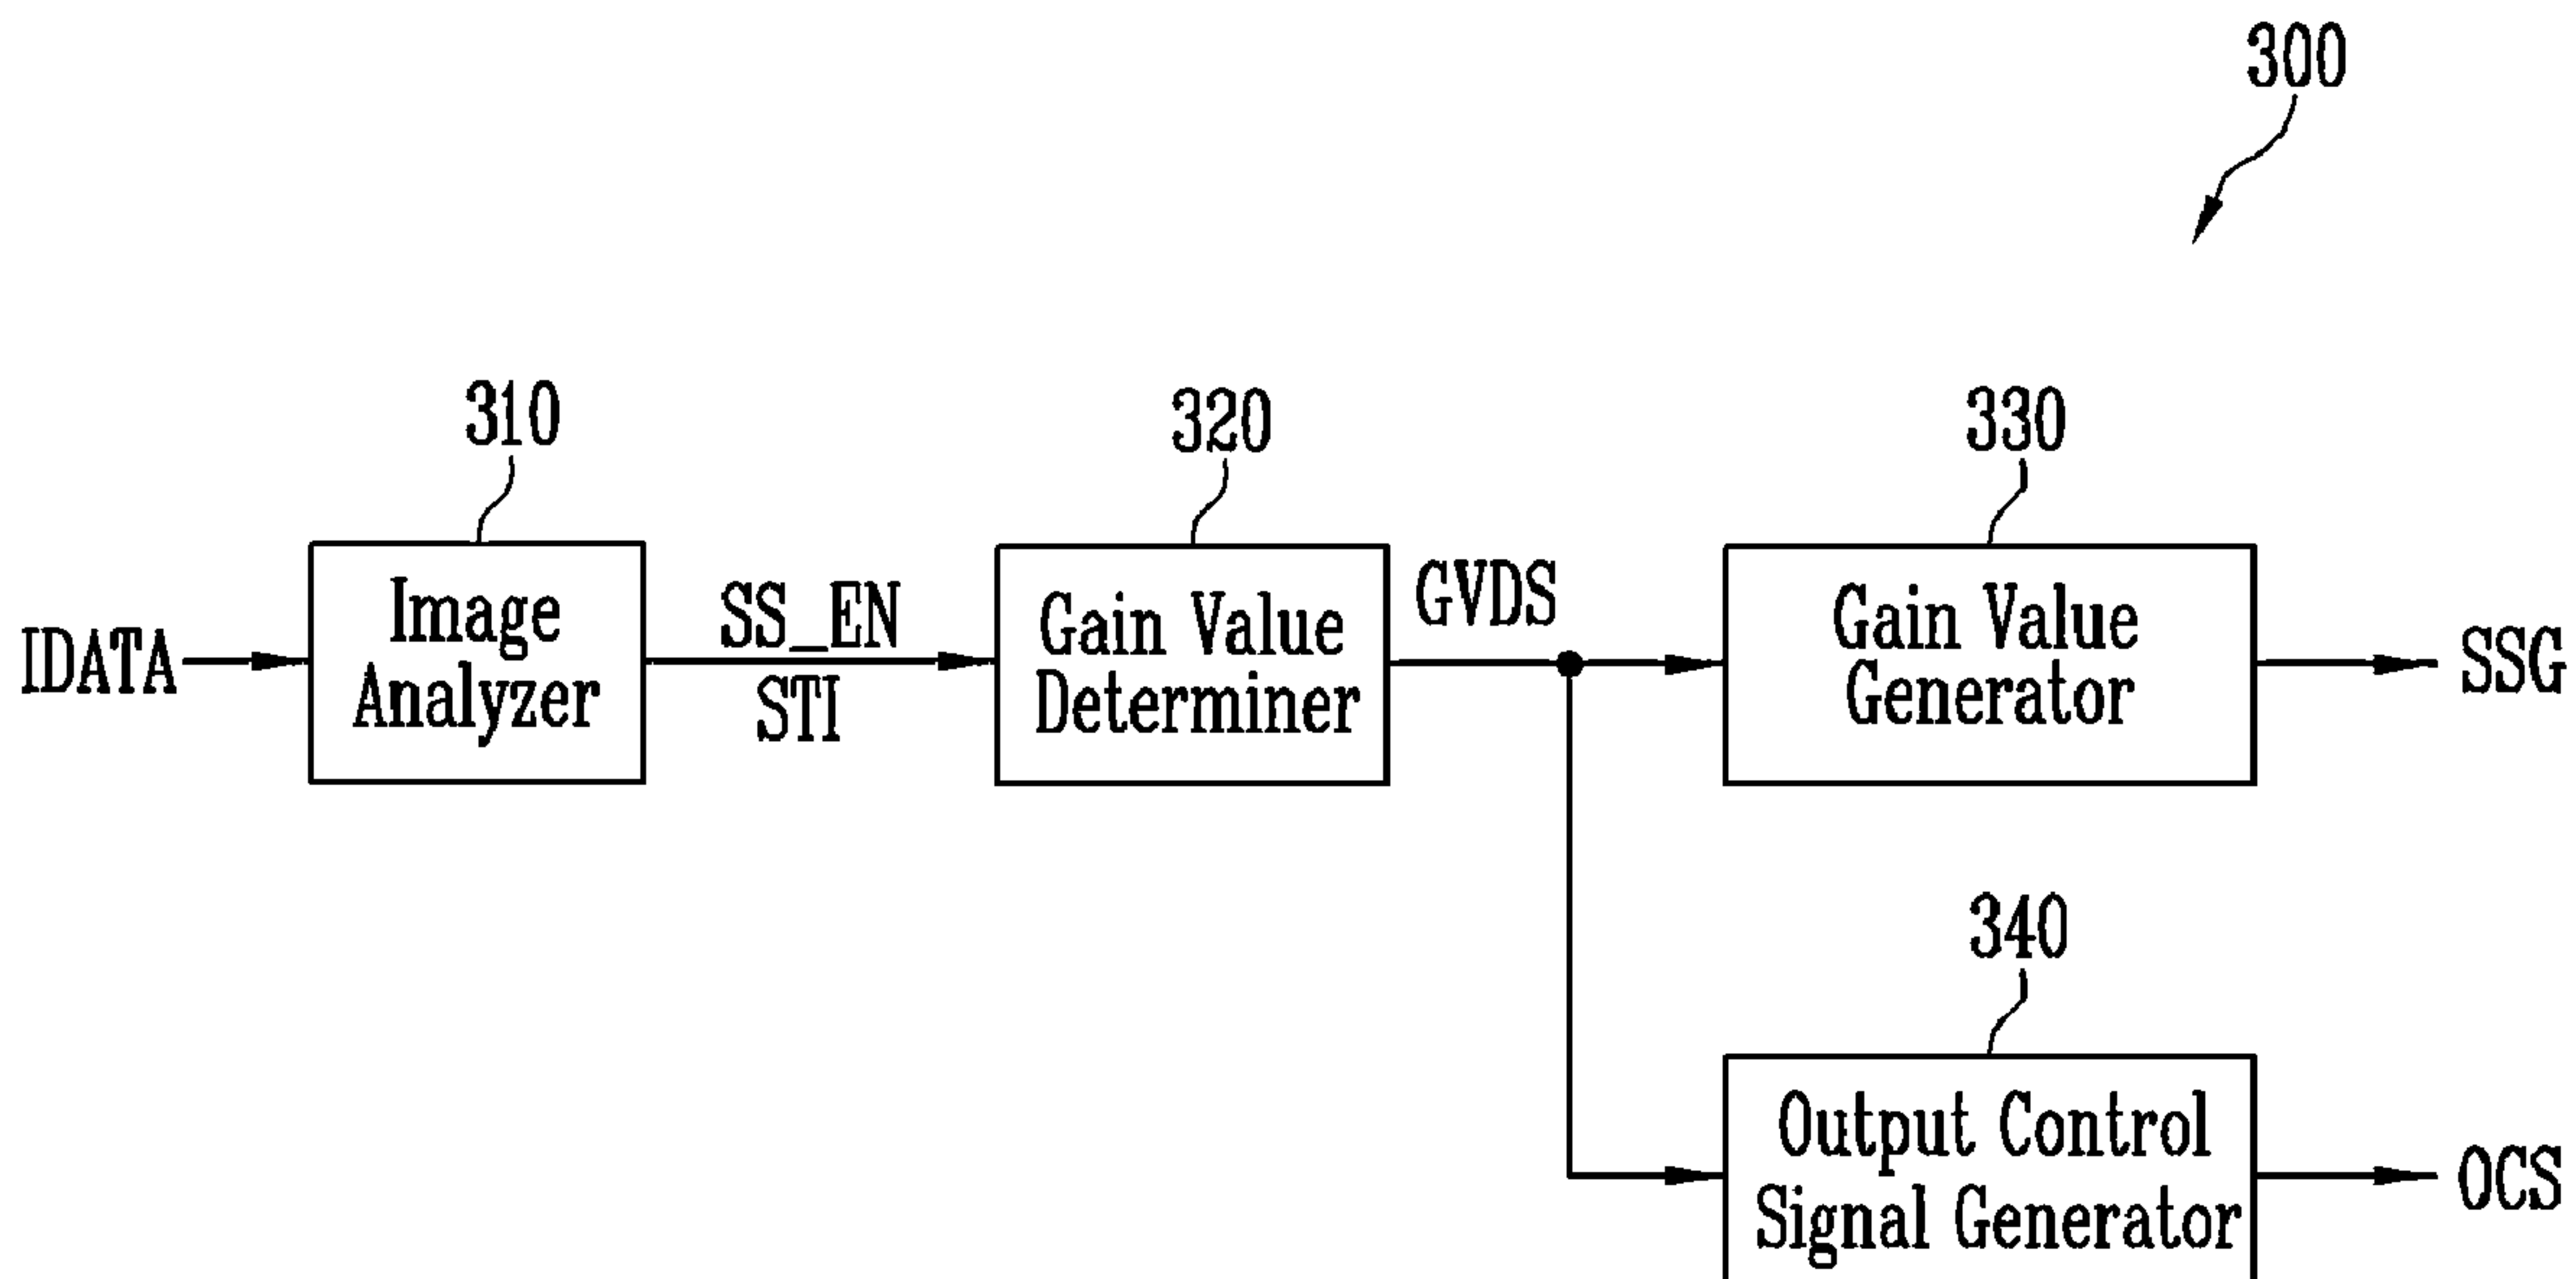 300
310
320
330
IDATA
Image
Analyzer
SS_EN
STI
Gain Value
Determiner
GVDS
Gain Value
Generator
SSG
340
Output Control
Signal Generator
OCS